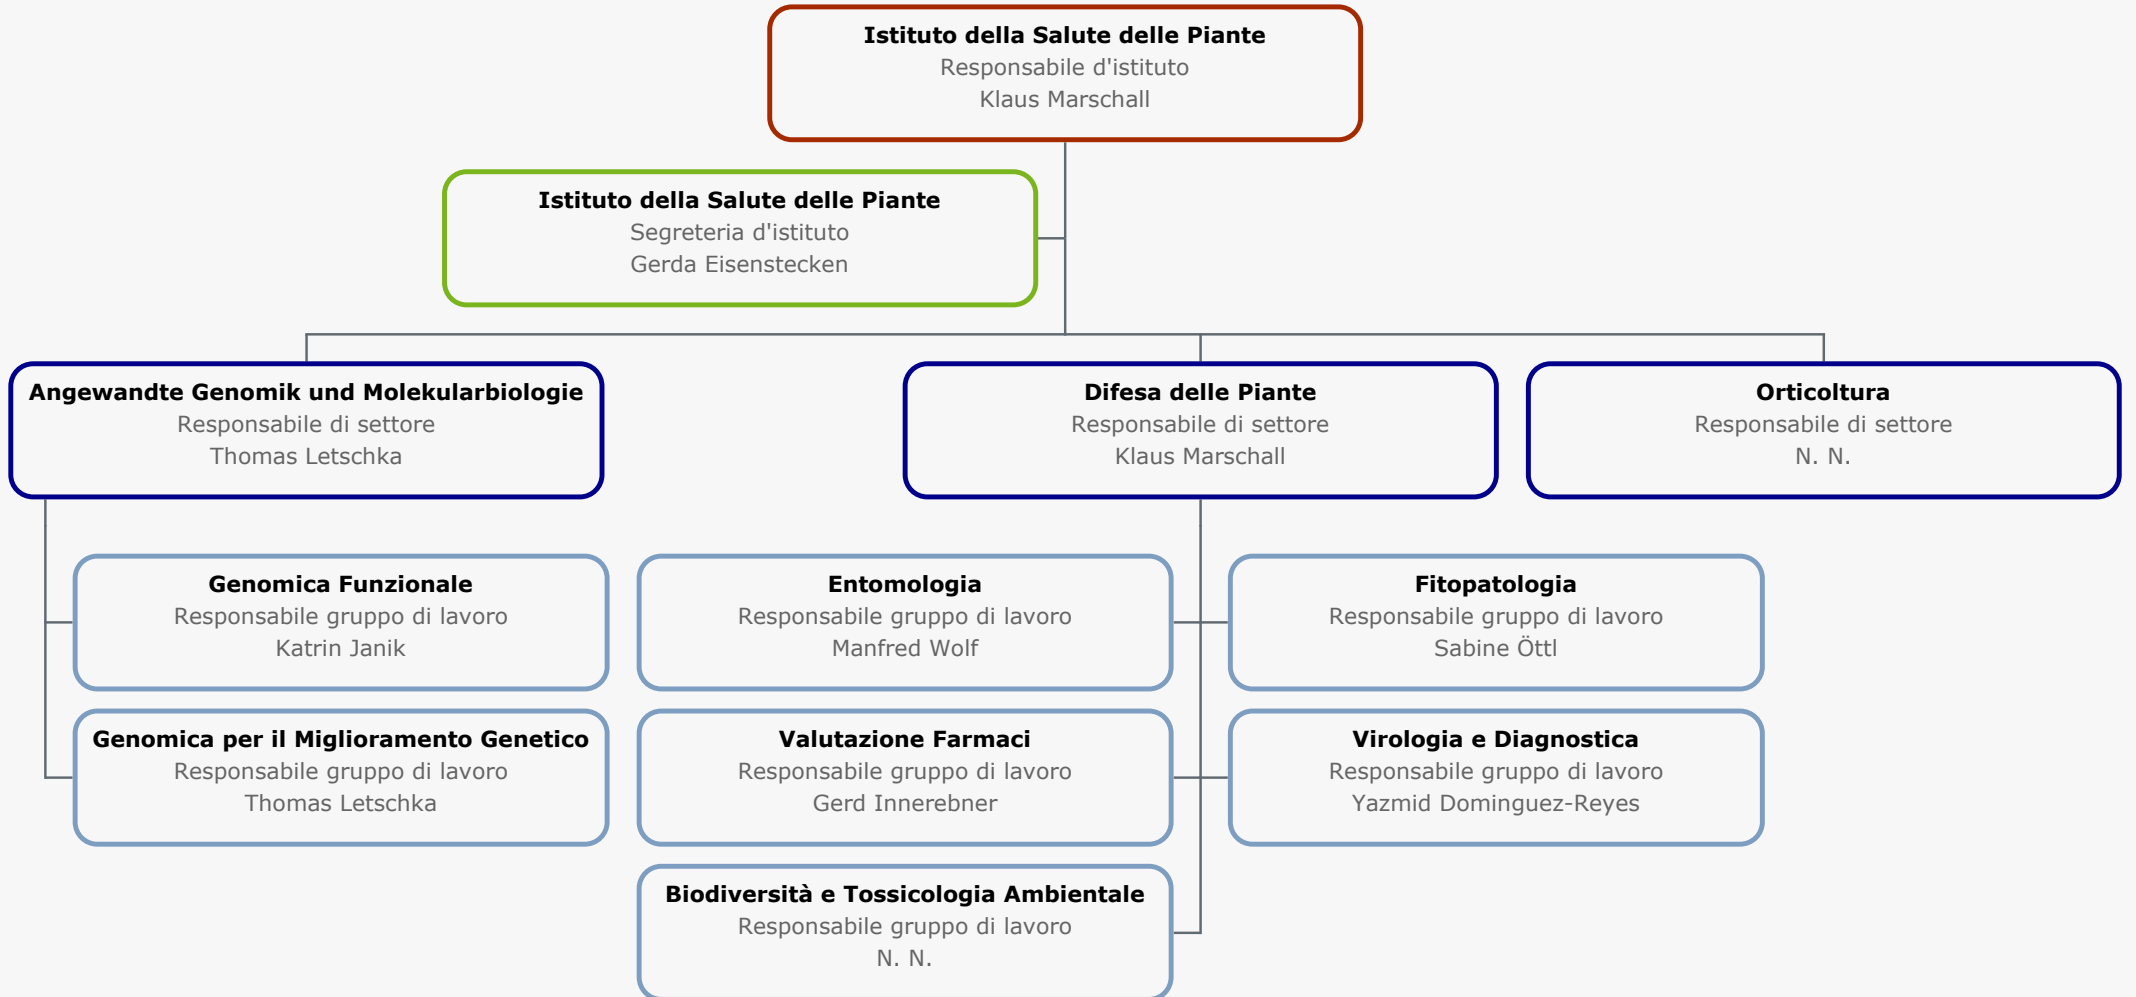 Istituto della Salute delle Piante
Responsabile d'istituto
Klaus Marschall
Istituto della Salute delle Piante
Segreteria d'istituto
Gerda Eisenstecken
Angewandte Genomik und Molekularbiologie
Responsabile di settore
Thomas Letschka
Difesa delle Piante
Responsabile di settore
Klaus Marschall
Orticoltura
Responsabile di settore
N. N.
Genomica Funzionale
Responsabile gruppo di lavoro
Katrin Janik
Entomologia
Responsabile gruppo di lavoro
Manfred Wolf
Fitopatologia
Responsabile gruppo di lavoro
Sabine Öttl
Genomica per il Miglioramento Genetico
Responsabile gruppo di lavoro
Thomas Letschka
Valutazione Farmaci
Responsabile gruppo di lavoro
Gerd Innerebner
Virologia e Diagnostica
Responsabile gruppo di lavoro
Yazmid Dominguez-Reyes
Biodiversità e Tossicologia Ambientale
Responsabile gruppo di lavoro
N. N.